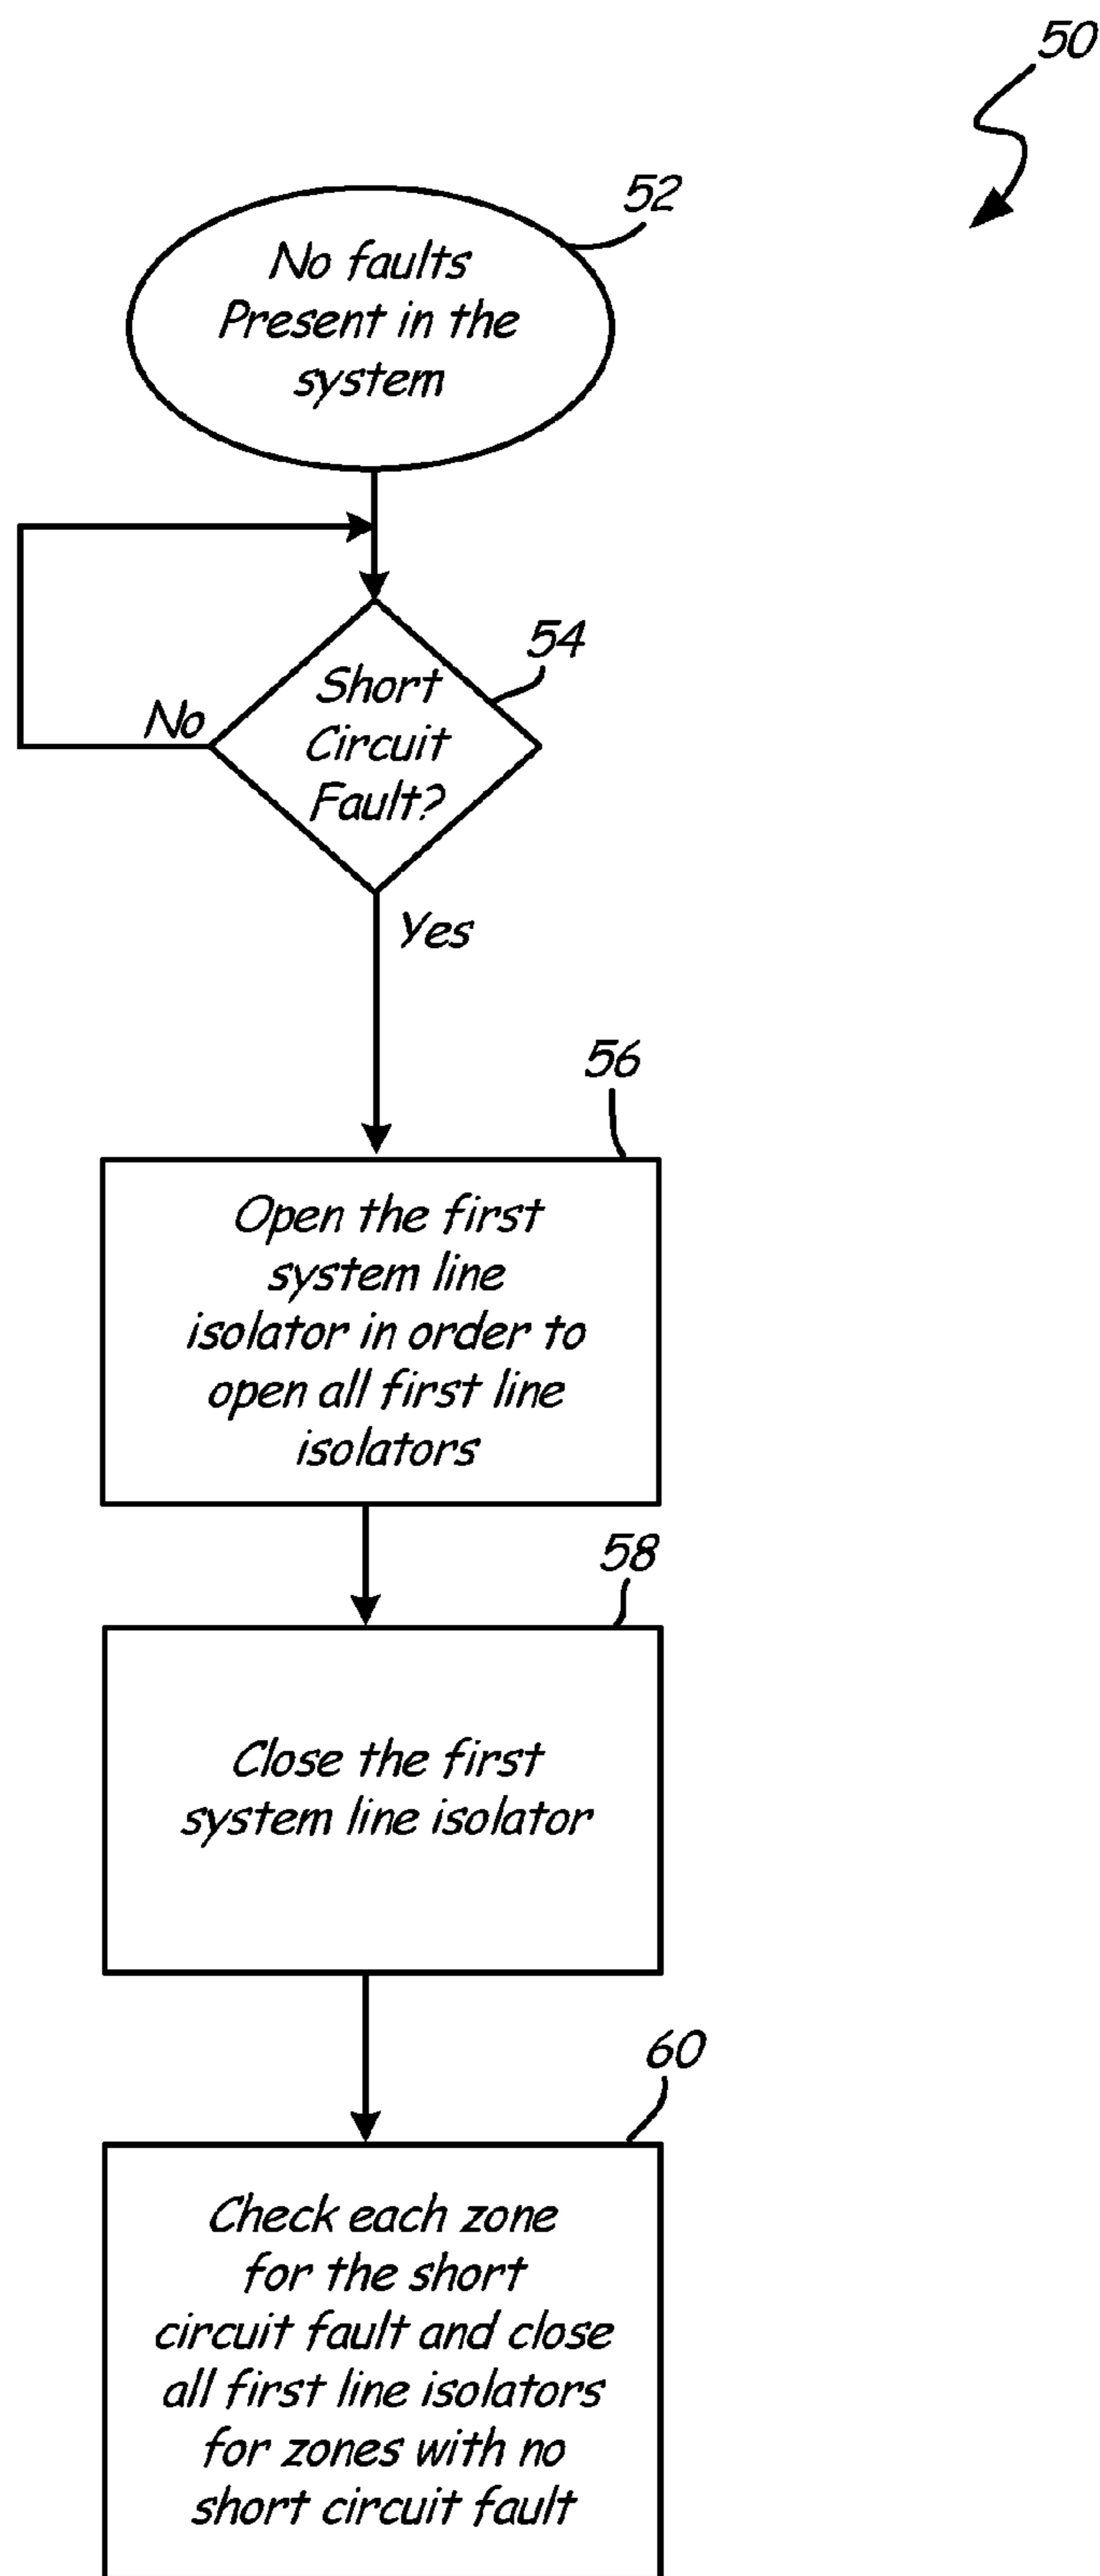 50
52
No faults
Present in the
system
54
Short
Circuit
Fault?
No
Yes
56
Open the first
system line
isolator in order to
open all first line
isolators
58
Close the first
system line isolator
60
Check each zone
for the short
circuit fault and close
all first line isolators
for zones with no
short circuit fault